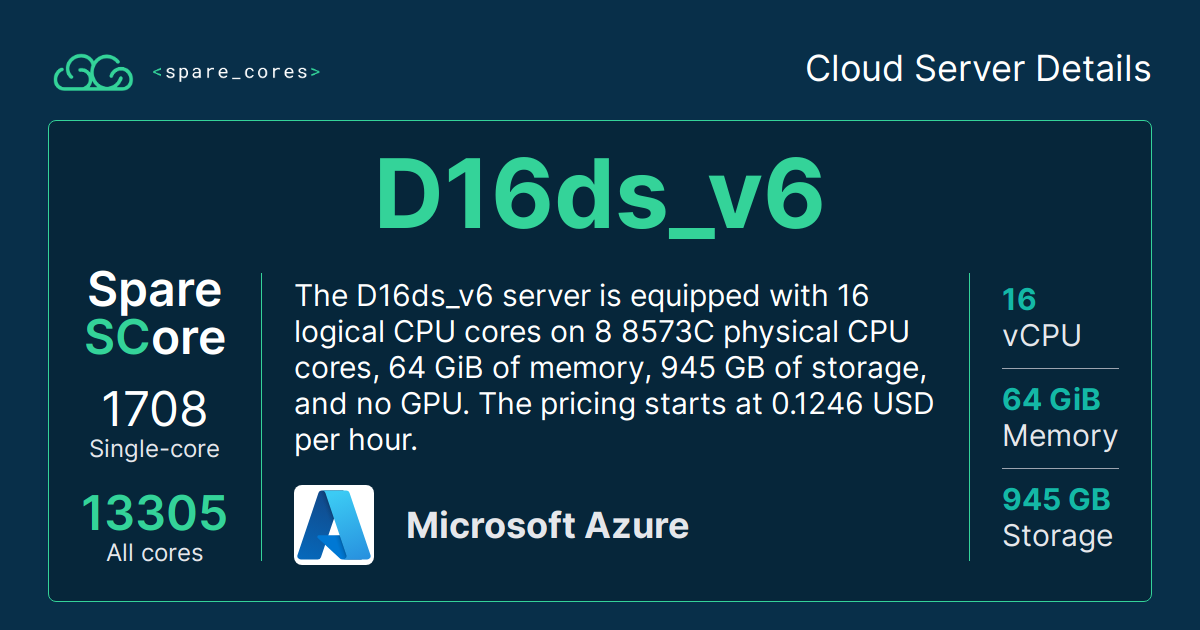 <spare_cores>
Cloud Server Details
D16ds_v6
Spare
SCore
1708
Single-core
13305
All cores
The D16ds_v6 server is equipped with 16
logical CPU cores on 8 8573C physical CPU
cores, 64 GiB of memory, 945 GB of storage,
and no GPU. The pricing starts at 0.1246 USD
per hour.
Microsoft Azure
16
vCPU
64 GiB
Memory
945 GB
Storage